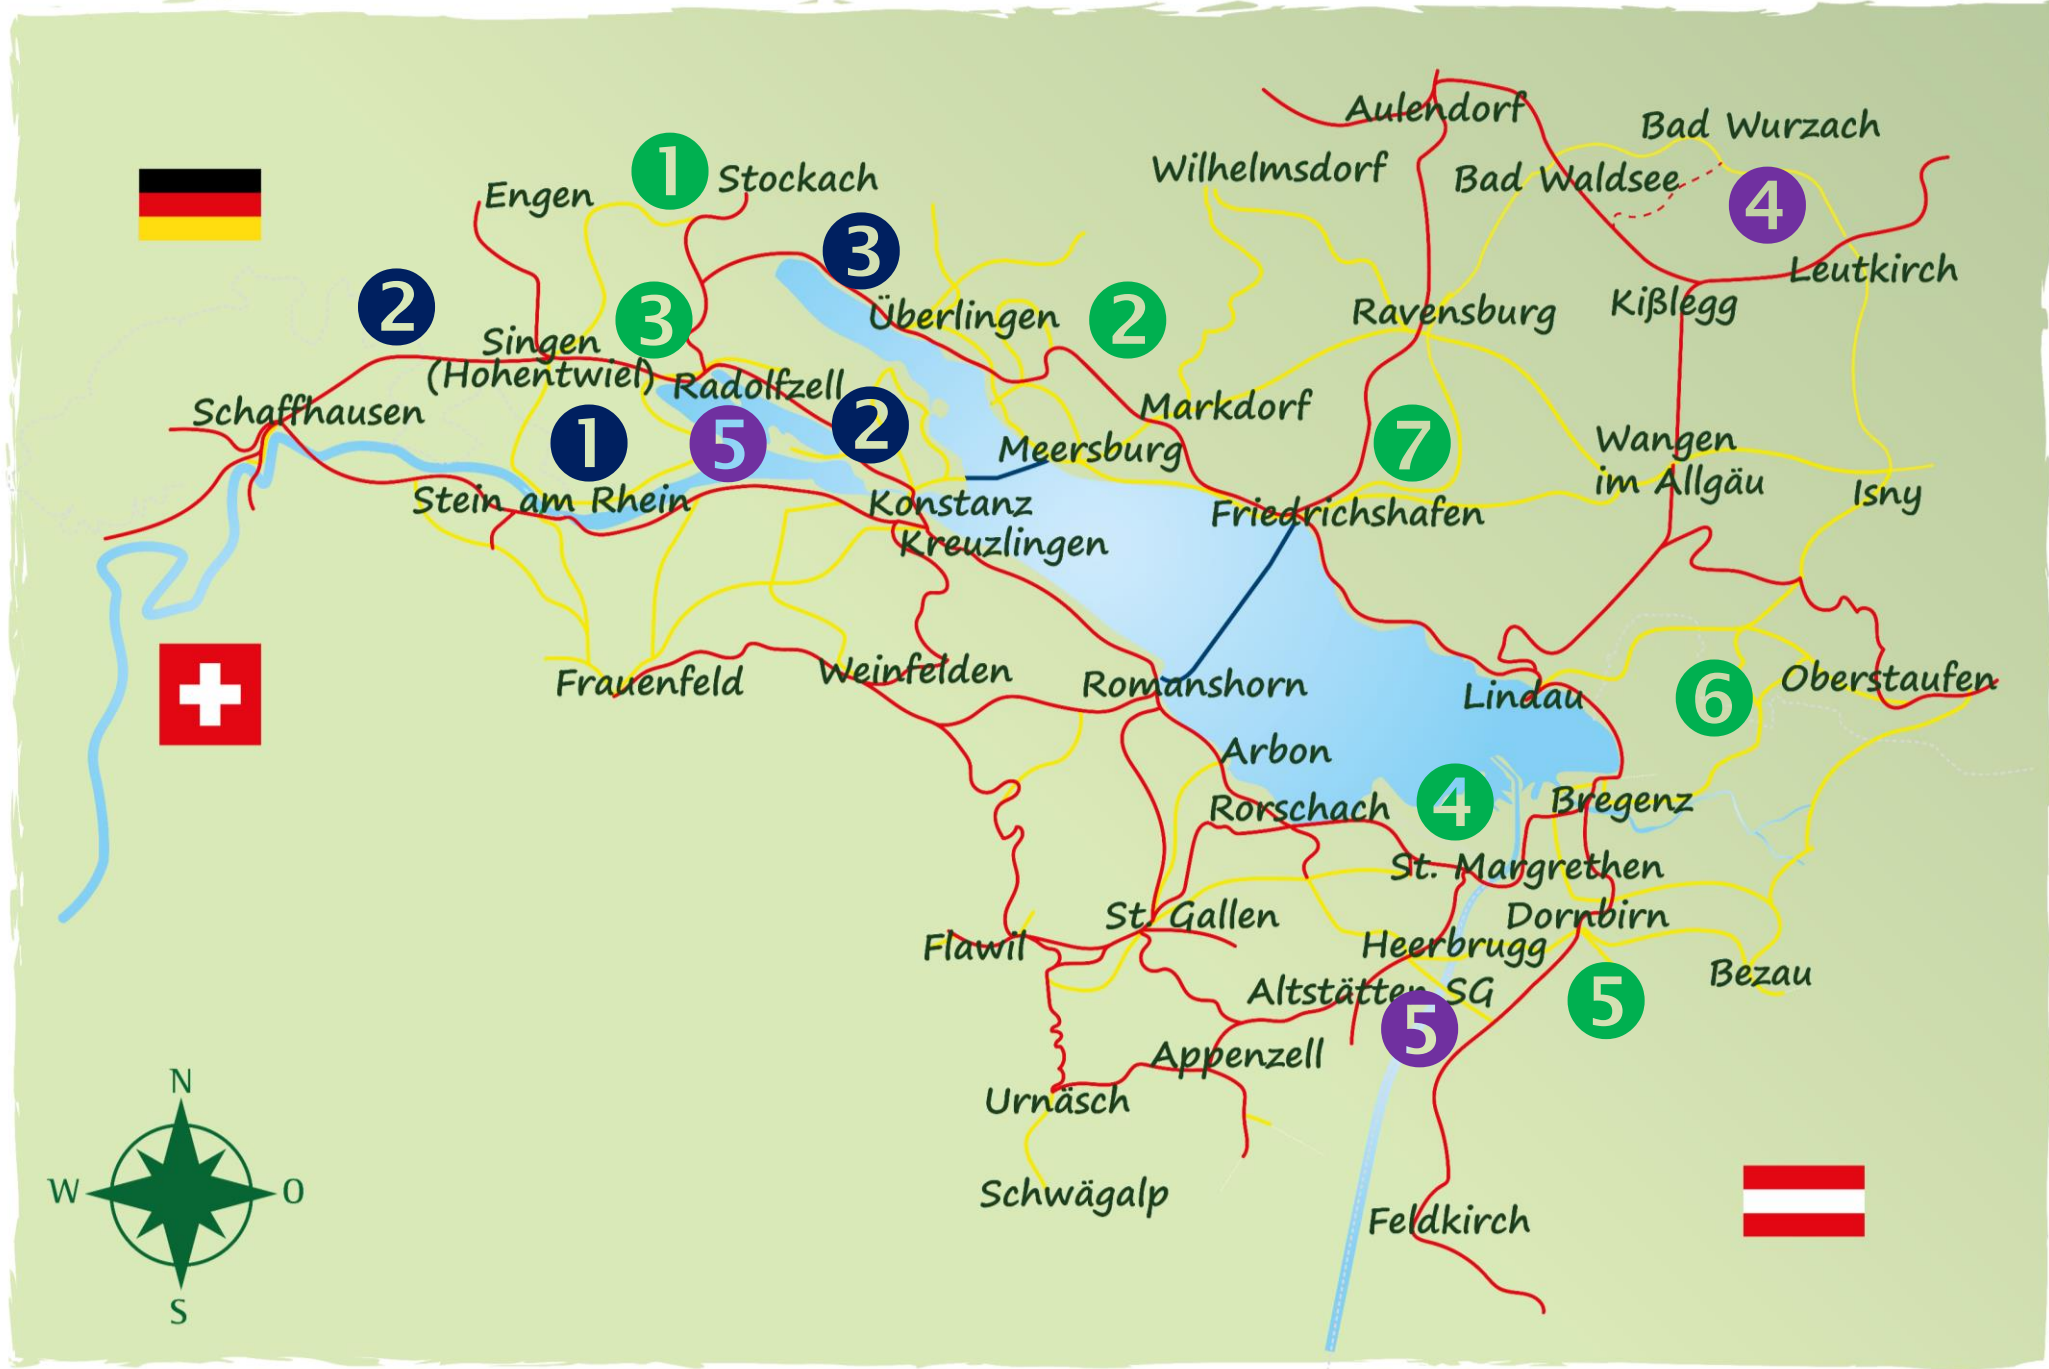 Aulendorf
Bad Wurzach
Wilhelmsdorf
Bad Waldsee
1
Stockach
Engen
4
3
2
Leutkirch
Überlingen
2
Ravensburg
Kißlegg
3
Singen
(Hohentwiel)
Radolfzell
Schaffhausen
Markdorf
1
5
2
Meersburg
7
Wangen
im Allgäu
Stein am Rhein
Konstanz
Friedrichshafen
Isny
Kreuzlingen
Frauenfeld
Weinfelden
Romanshorn
Lindau
6
Oberstaufen
Arbon
Rorschach
4
Bregenz
St. Margrethen
St. Gallen
Dornbirn
Flawil
Heerbrugg
Bezau
Altstätten SG
5
5
Appenzell
Urnäsch
Schwägalp
Feldkirch
N
W
O
S